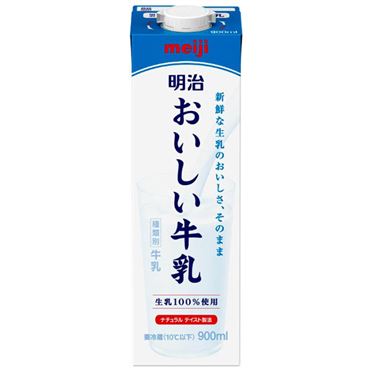 900ml
meiji
明治
おいしい牛乳
新鮮な生乳のおいしさ、そのまま
種類別
牛乳
生乳100%使用
ナチュラル テイスト製法
要冷蔵(10℃以下) 900ml